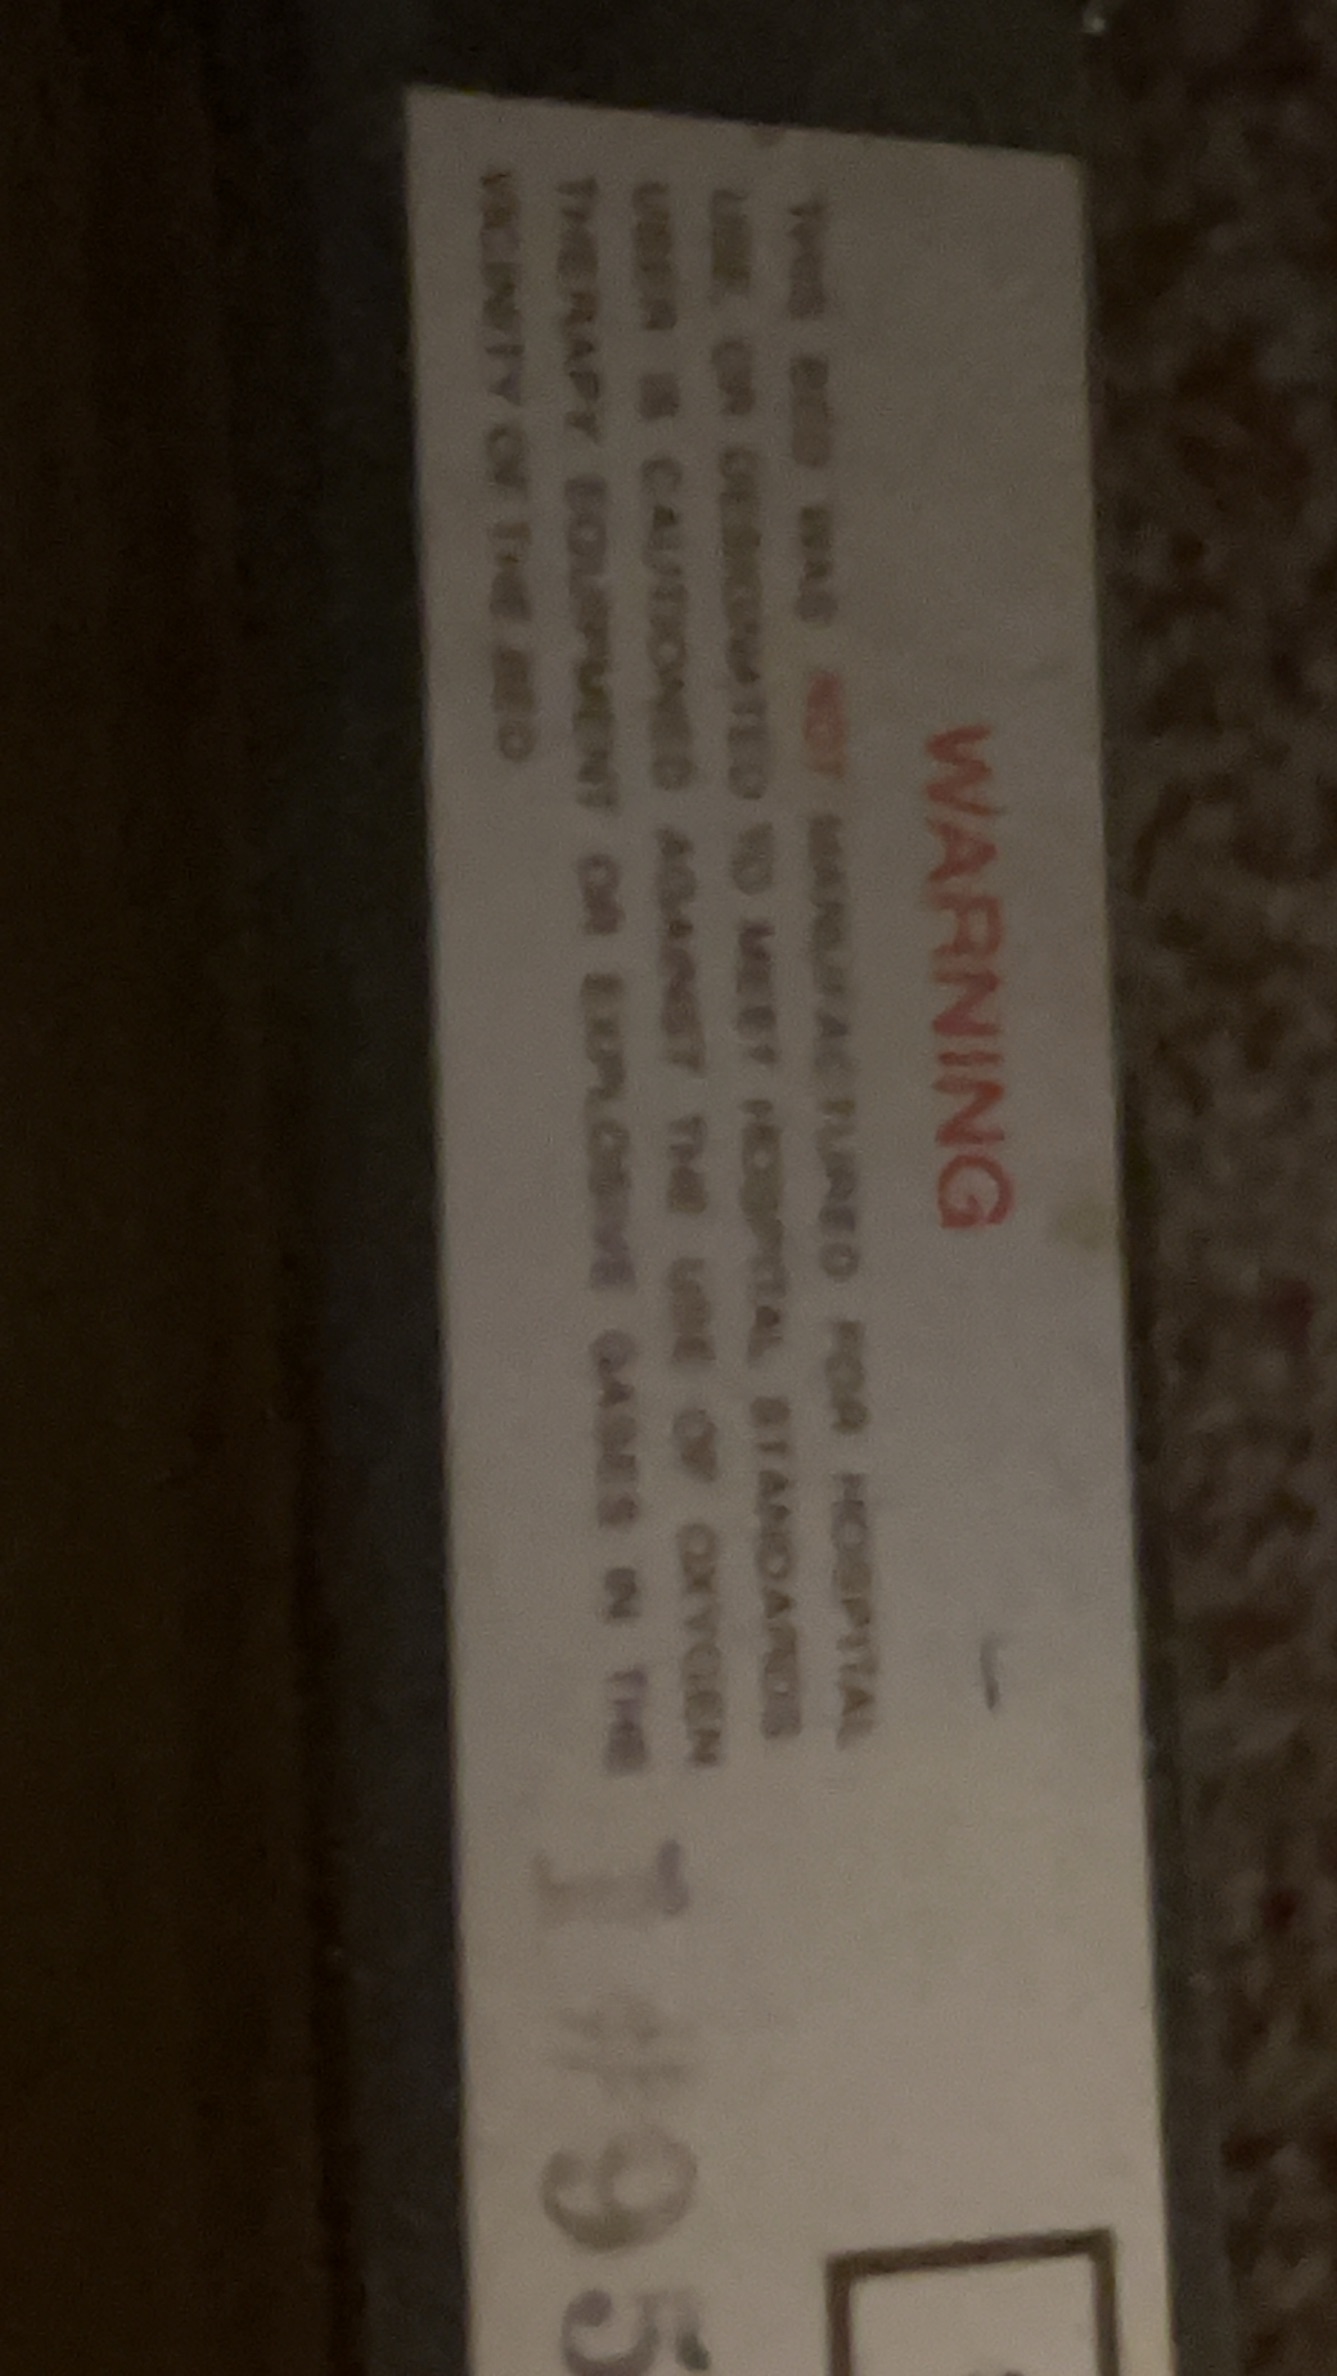 WARNING
THIS BED WAS NOT MANUFACTURED FOR HOSPITAL
USE OR DESIGNATED TO MEET HOSPITAL STANDARDS
USER IS CAUTIONED AGAINST THE USE OF OXYGEN
THERAPY EQUIPMENT OR EXPLOSIVE GASES IN THE
VICINITY OF THE BED